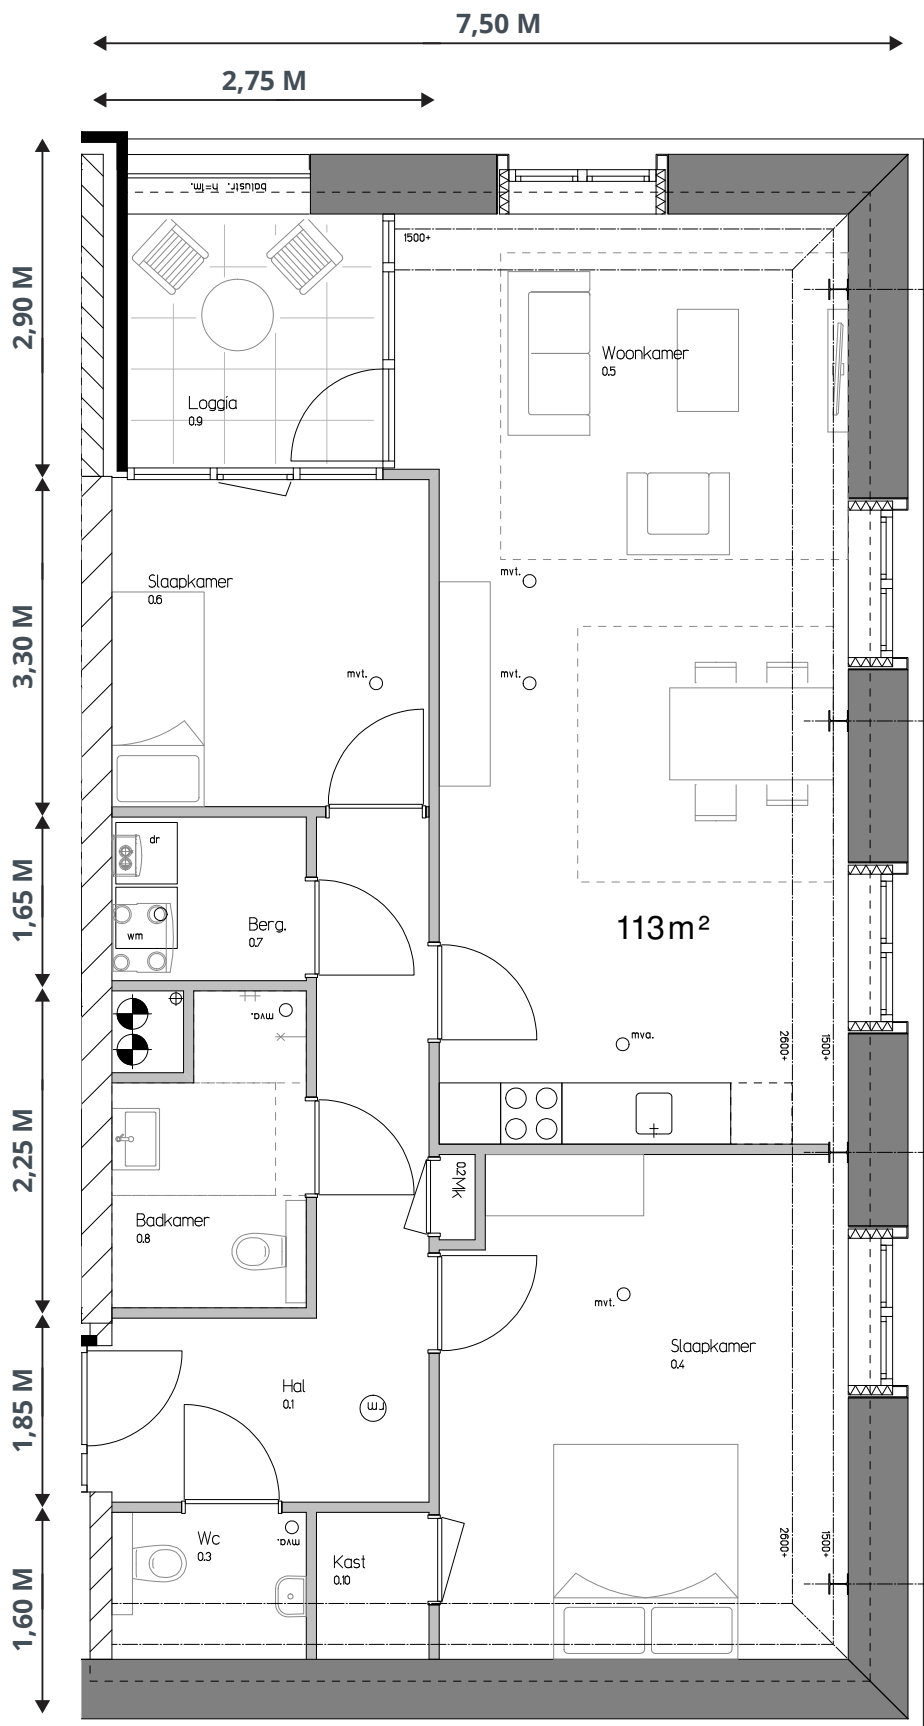 7,50 M
2,75 M
balustr. h=1m.
1500+
2,90 M
Woonkamer
0.5
Loggia
0.9
mvt.
Slaapkamer
0.6
3,30 M
mvt.
mvt.
dr
1,65 M
Berg.
0.7
wm
113m²
mva.
mva.
2600+
1500+
2,25 M
0.2Mk
Badkamer
0.8
mvt.
Slaapkamer
0.4
1,85 M
Hal
0.1
rm
Wc
0.3
mva.
Kast
0.10
2600+
1500+
1,60 M